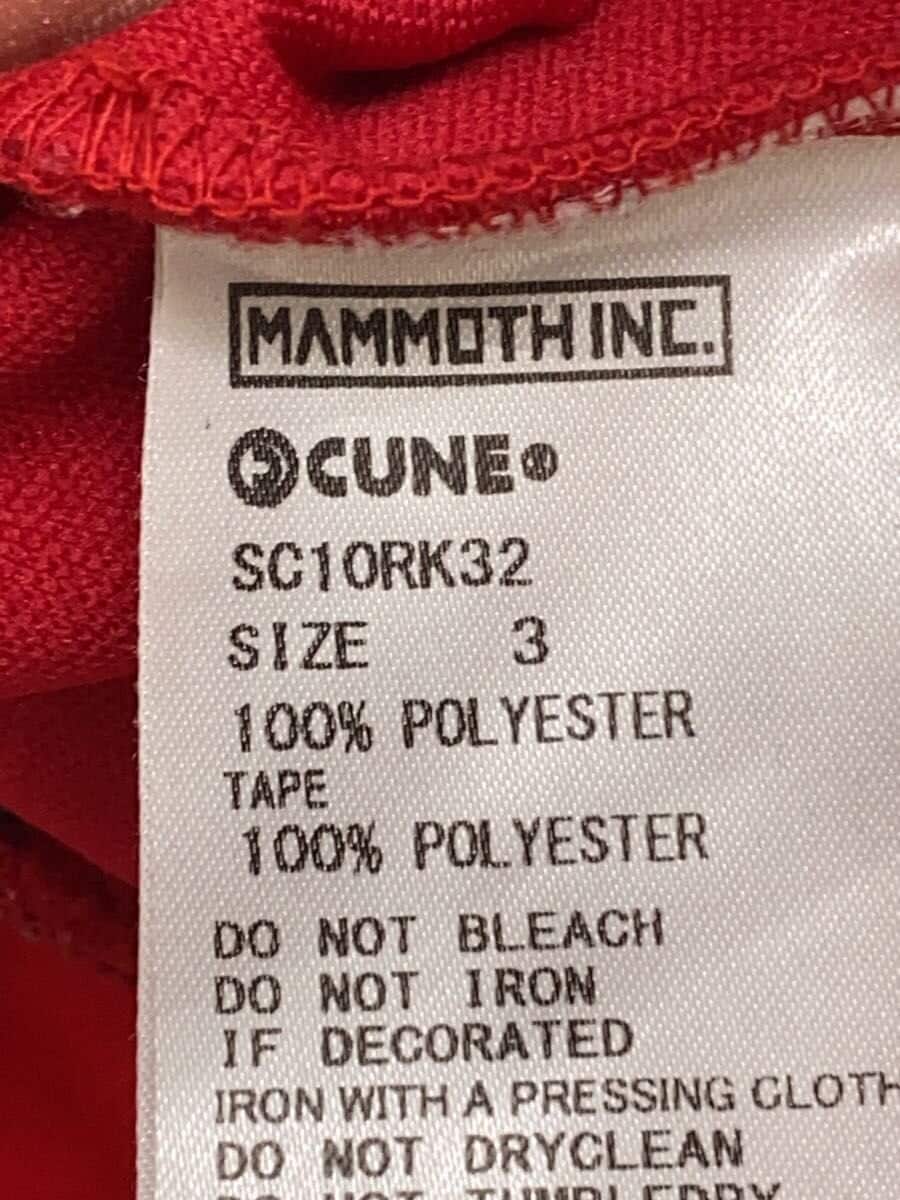 MAMMOTH INC.
CUNE®
SC10RK32
SIZE 3
100% POLYESTER
TAPE
100% POLYESTER
DO NOT BLEACH
DO NOT IRON
IF DECORATED
IRON WITH A PRESSING CLOTH
DO NOT DRYCLEAN